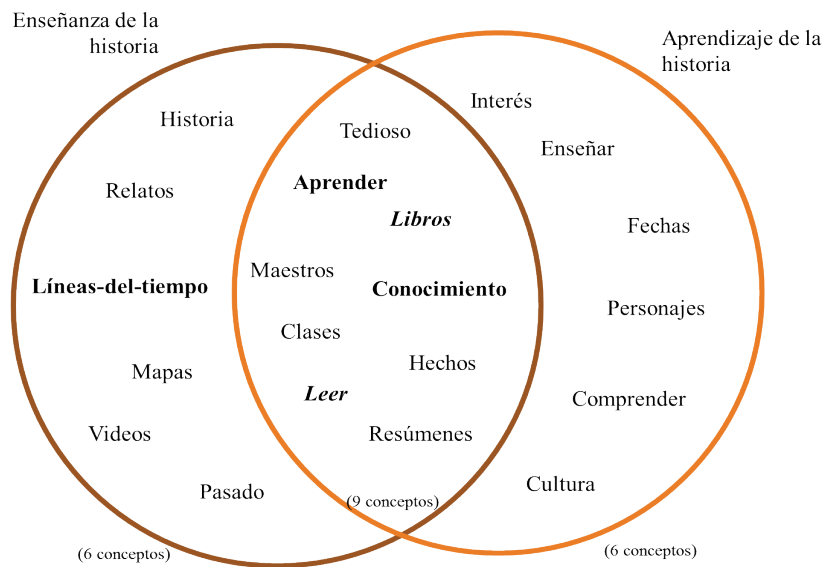 Enseñanza de la
historia
Aprendizaje de la
historia
Historia
Relatos
Líneas-del-tiempo
Mapas
Videos
Pasado
(6 conceptos)
Tedioso
Aprender
Libros
Maestros
Conocimiento
Clases
Hechos
Leer
Resúmenes
(9 conceptos)
Interés
Enseñar
Fechas
Personajes
Comprender
Cultura
(6 conceptos)